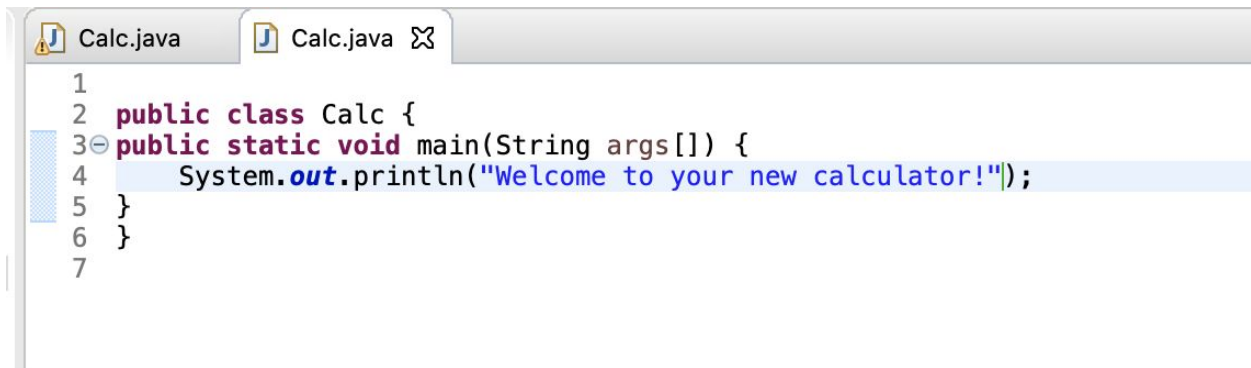 Calc.java Calc.java
1
2 public class Calc {
3 public static void main(String args[]) {
4     System.out.println("Welcome to your new calculator!");
5 }
6 }
7